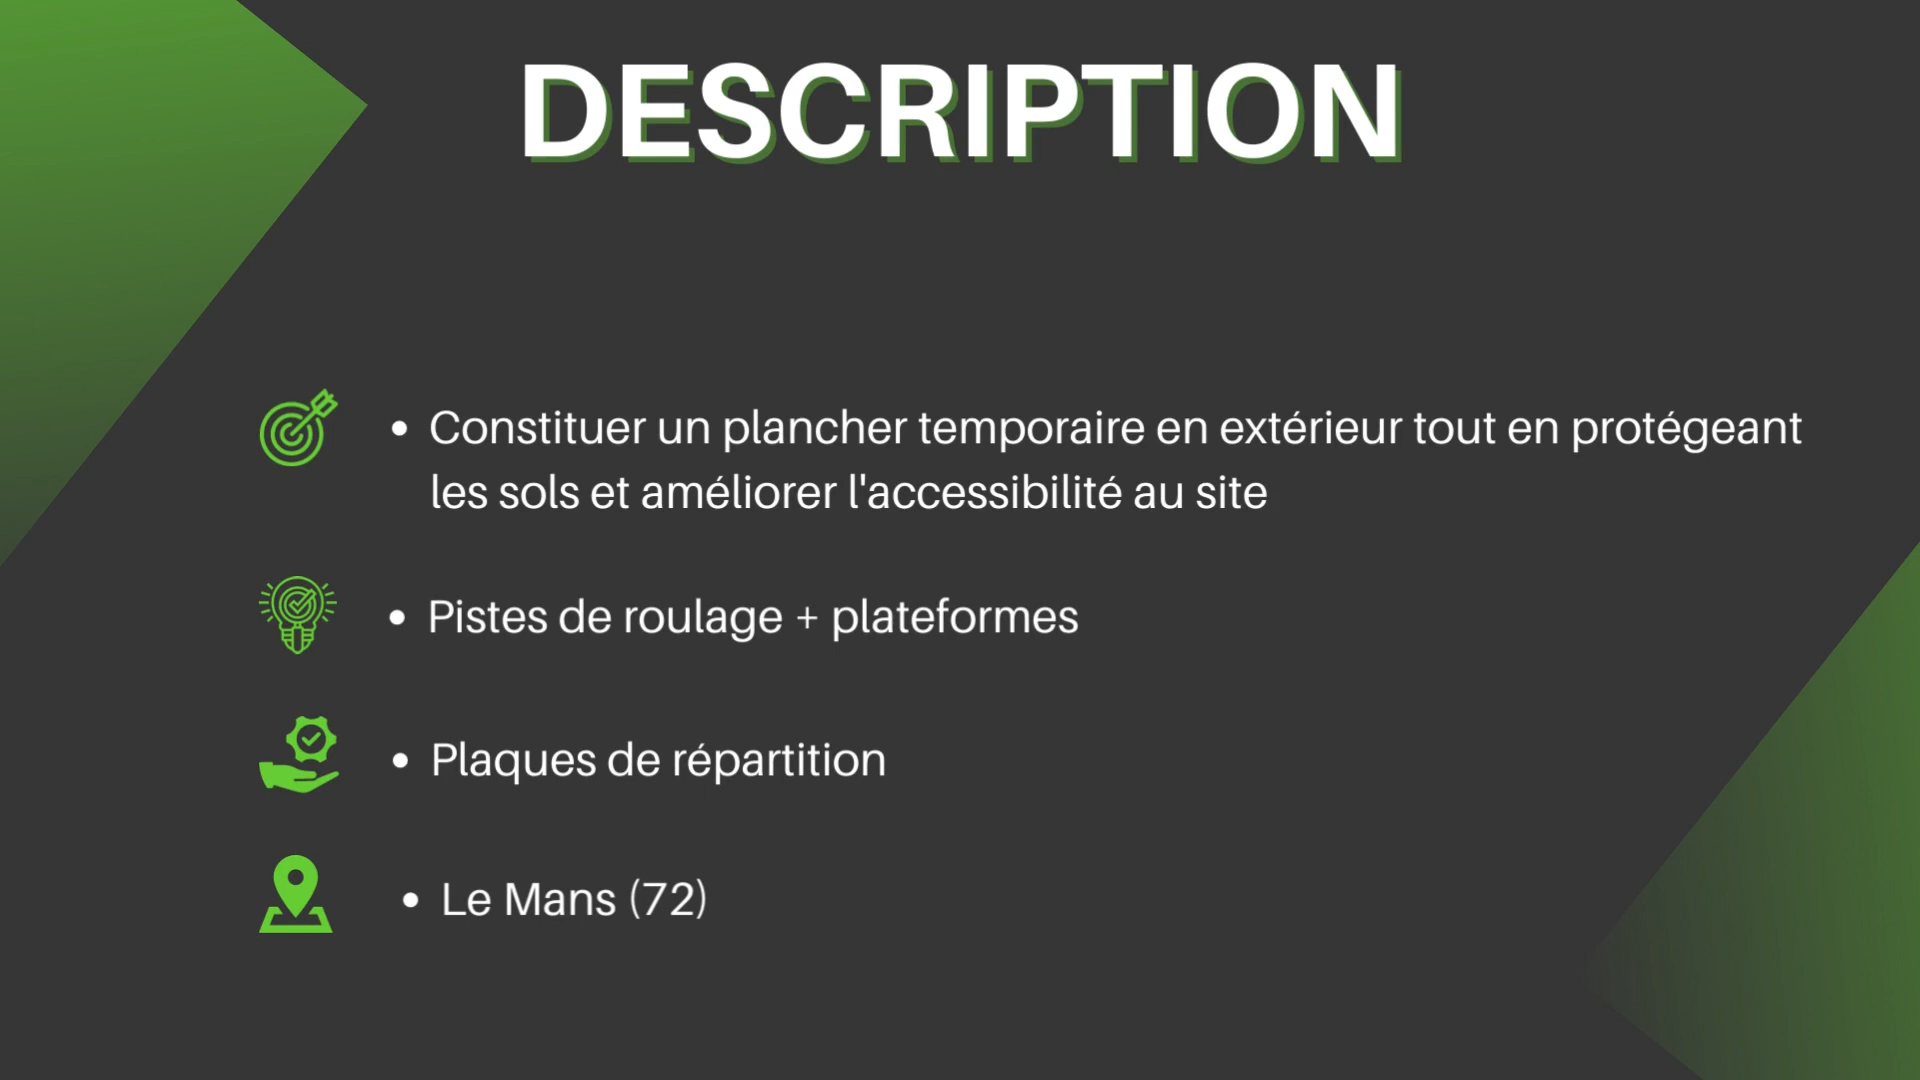 DESCRIPTION
• Constituer un plancher temporaire en extérieur tout en protégeant
les sols et améliorer l'accessibilité au site
• Pistes de roulage + plateformes
• Plaques de répartition
• Le Mans (72)